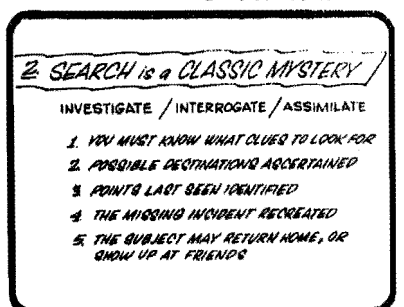 2. SEARCH is a CLASSIC MYSTERY
INVESTIGATE / INTERROGATE / ASSIMILATE
1. YOU MUST KNOW WHAT CLUES TO LOOK FOR
2. POSSIBLE DESTINATIONS ASCERTAINED
3. POINTS LAST SEEN IDENTIFIED
4. THE MISSING INCIDENT RECREATED
5. THE SUBJECT MAY RETURN HOME, OR
SHOW UP AT FRIENDS